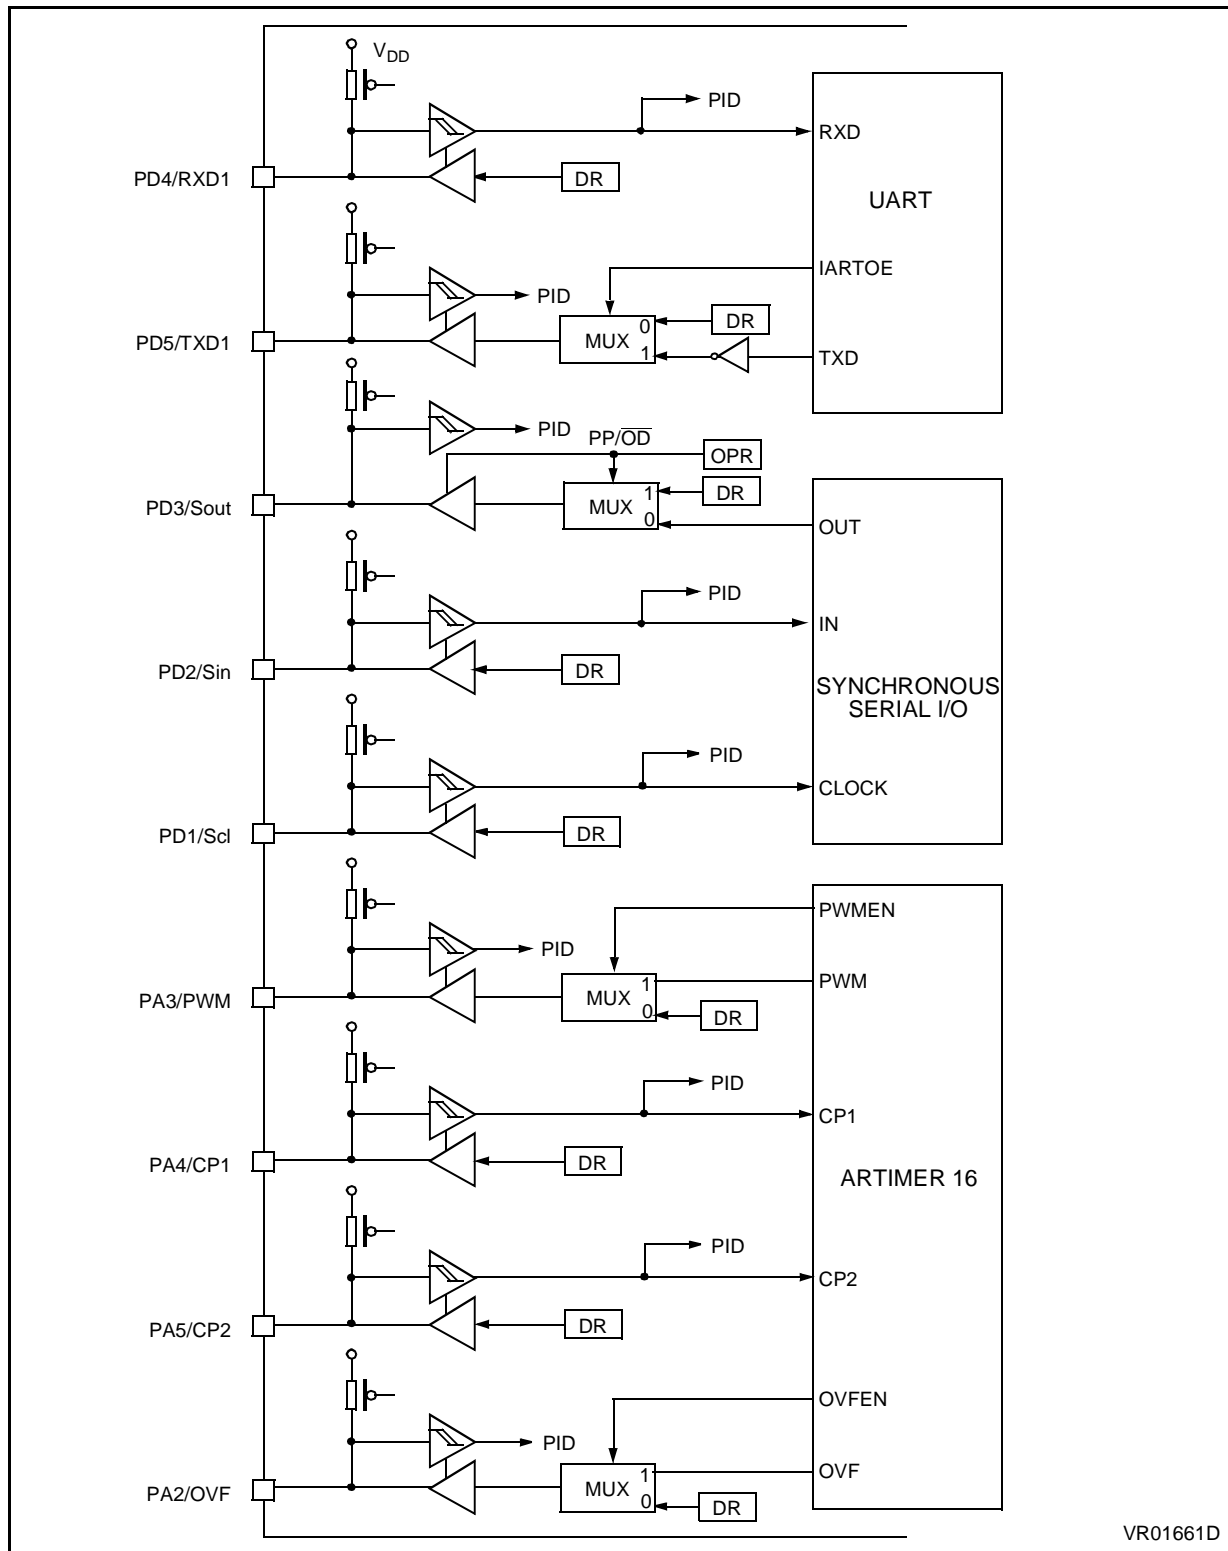 VDD
PID
RXD
PD4/RXD1
DR
UART
IARTOE
PID
DR
PD5/TXD1
MUX
0
1
TXD
PID
PP/OD
OPR
PD3/Sout
MUX
1
0
DR
OUT
PID
IN
PD2/Sin
DR
SYNCHRONOUS
SERIAL I/O
PID
CLOCK
PD1/Scl
DR
PWMEN
PID
PA3/PWM
MUX
1
0
PWM
DR
PID
CP1
PA4/CP1
DR
ARTIMER 16
PID
CP2
PA5/CP2
DR
OVFEN
PID
PA2/OVF
MUX
1
0
OVF
DR
VR01661D